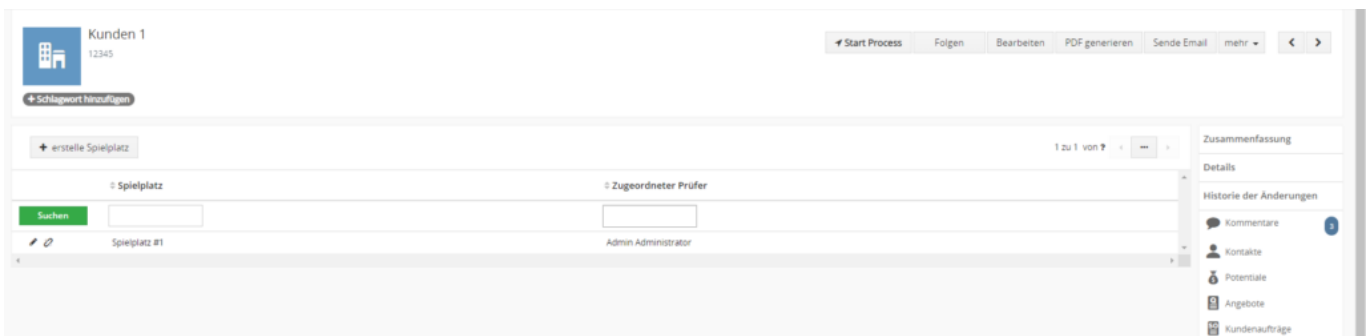 Kunden 1
12345
Start Process Folgen Bearbeiten PDF generieren Sende Email mehr
+ Schlagwort hinzufügen
+ erstelle Spielplatz
1 zu 1 von ?
Spielplatz Zugeordneter Prüfer
Suchen
Spielplatz #1 Admin Administrator
Zusammenfassung
Details
Historie der Änderungen
Kommentare 3
Kontakte
Potentiale
Angebote
Kundenaufträge